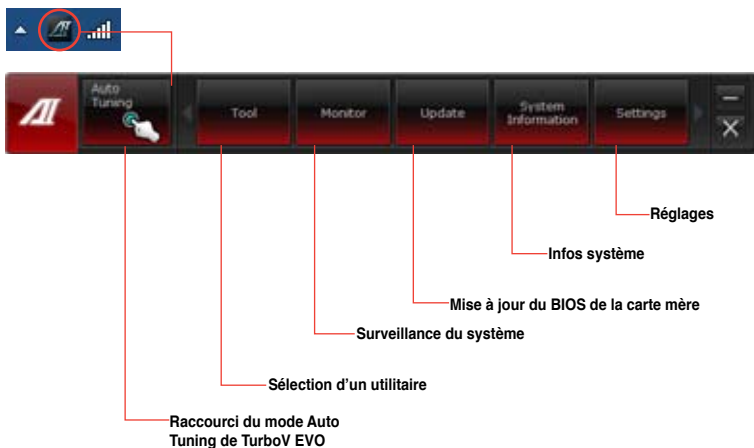 Auto
Tuning
Tool
Monitor
Update
System
Information
Settings
Réglages
Infos système
Mise à jour du BIOS de la carte mère
Surveillance du système
Sélection d'un utilitaire
Raccourci du mode Auto
Tuning de TurboV EVO